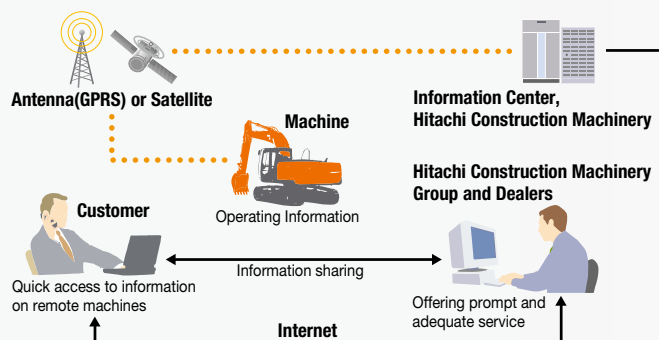 Antenna(GPRS) or Satellite
Information Center,
Hitachi Construction Machinery
Machine
Operating Information
Hitachi Construction Machinery
Group and Dealers
Customer
Information sharing
Quick access to information
on remote machines
Offering prompt and
adequate service
Internet